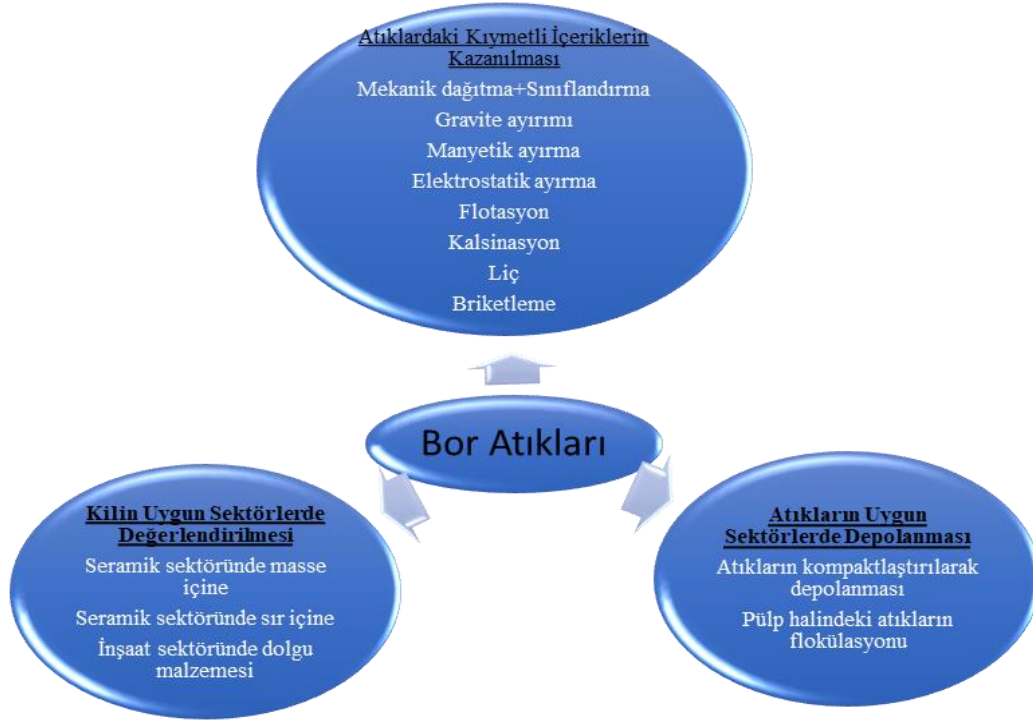 Atıklardaki Kıymetli İçeriklerin
Kazanılması
Mekanik dağıtma+Sınıflandırma
Gravite ayırımı
Manyetik ayırma
Elektrostatik ayırma
Flotasyon
Kalsinasyon
Liç
Briketleme
Bor Atıkları
Kilin Uygun Sektörlerde
Değerlendirilmesi
Seramik sektöründe masse
içine
Seramik sektöründe sır içine
İnşaat sektöründe dolgu
malzemesi
Atıkların Uygun
Sektörlerde Depolanması
Atıkların kompaktlaştırılarak
depolanması
Pülp halindeki atıkların
flokülasyonu